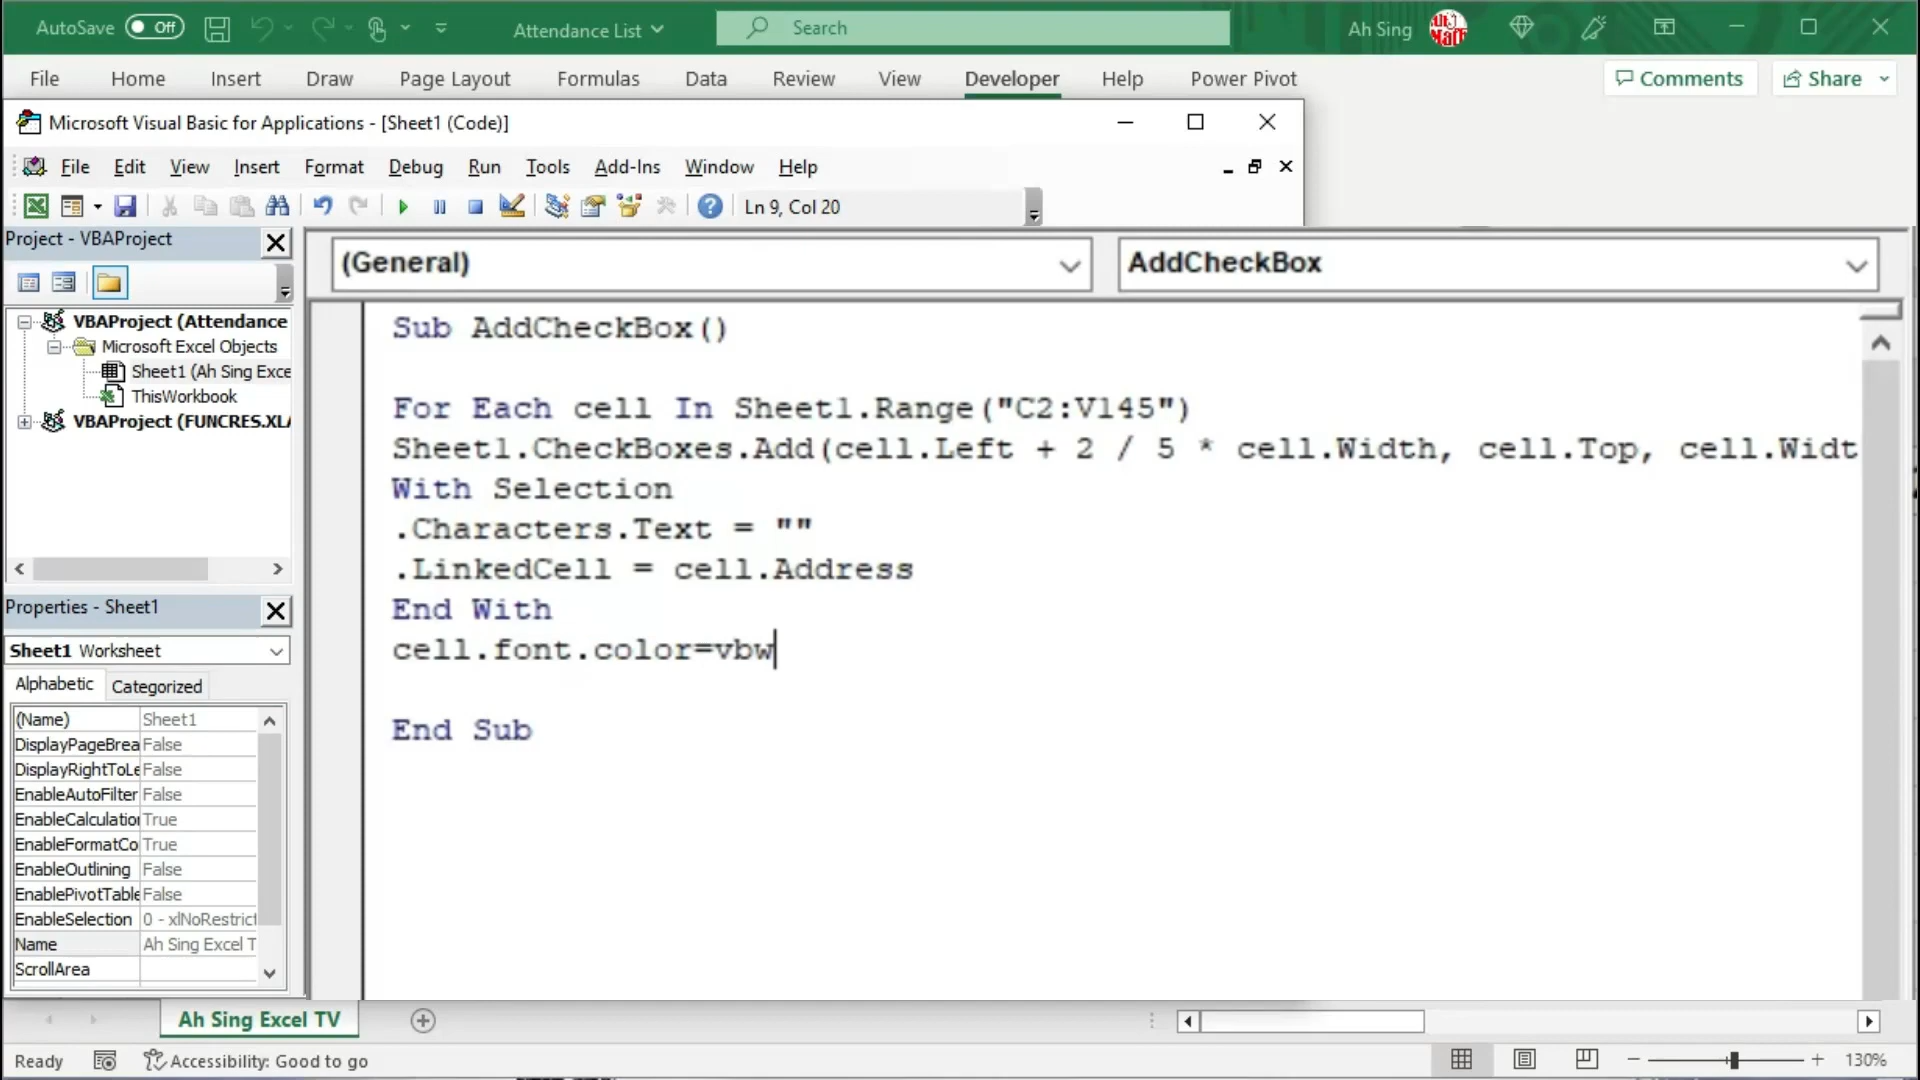 AutoSave Off Attendance List Search Ah Sing
File Home Insert Draw Page Layout Formulas Data Review View Developer Help Power Pivot Comments Share
Microsoft Visual Basic for Applications - [Sheet1 (Code)]
File Edit View Insert Format Debug Run Tools Add-Ins Window Help
Ln 9, Col 20
Project - VBAProject
(General) AddCheckBox
VBAProject (Attendance
Microsoft Excel Objects
Sheet1 (Ah Sing Exce
ThisWorkbook
VBAProject (FUNCRES.XLA
Sub AddCheckBox()
For Each cell In Sheet1.Range("C2:V145")
Sheet1.CheckBoxes.Add(cell.Left + 2 / 5 * cell.Width, cell.Top, cell.Widt
With Selection
.Characters.Text = ""
.LinkedCell = cell.Address
End With
cell.font.color=vbw
End Sub
Properties - Sheet1
Sheet1 Worksheet
Alphabetic Categorized
(Name) Sheet1
DisplayPageBrea False
DisplayRightToLe False
EnableAutoFilter False
EnableCalculation True
EnableFormatCo True
EnableOutlining False
EnablePivotTable False
EnableSelection 0 - xlNoRestrict
Name Ah Sing Excel T
ScrollArea
Ah Sing Excel TV
Ready Accessibility: Good to go 130%